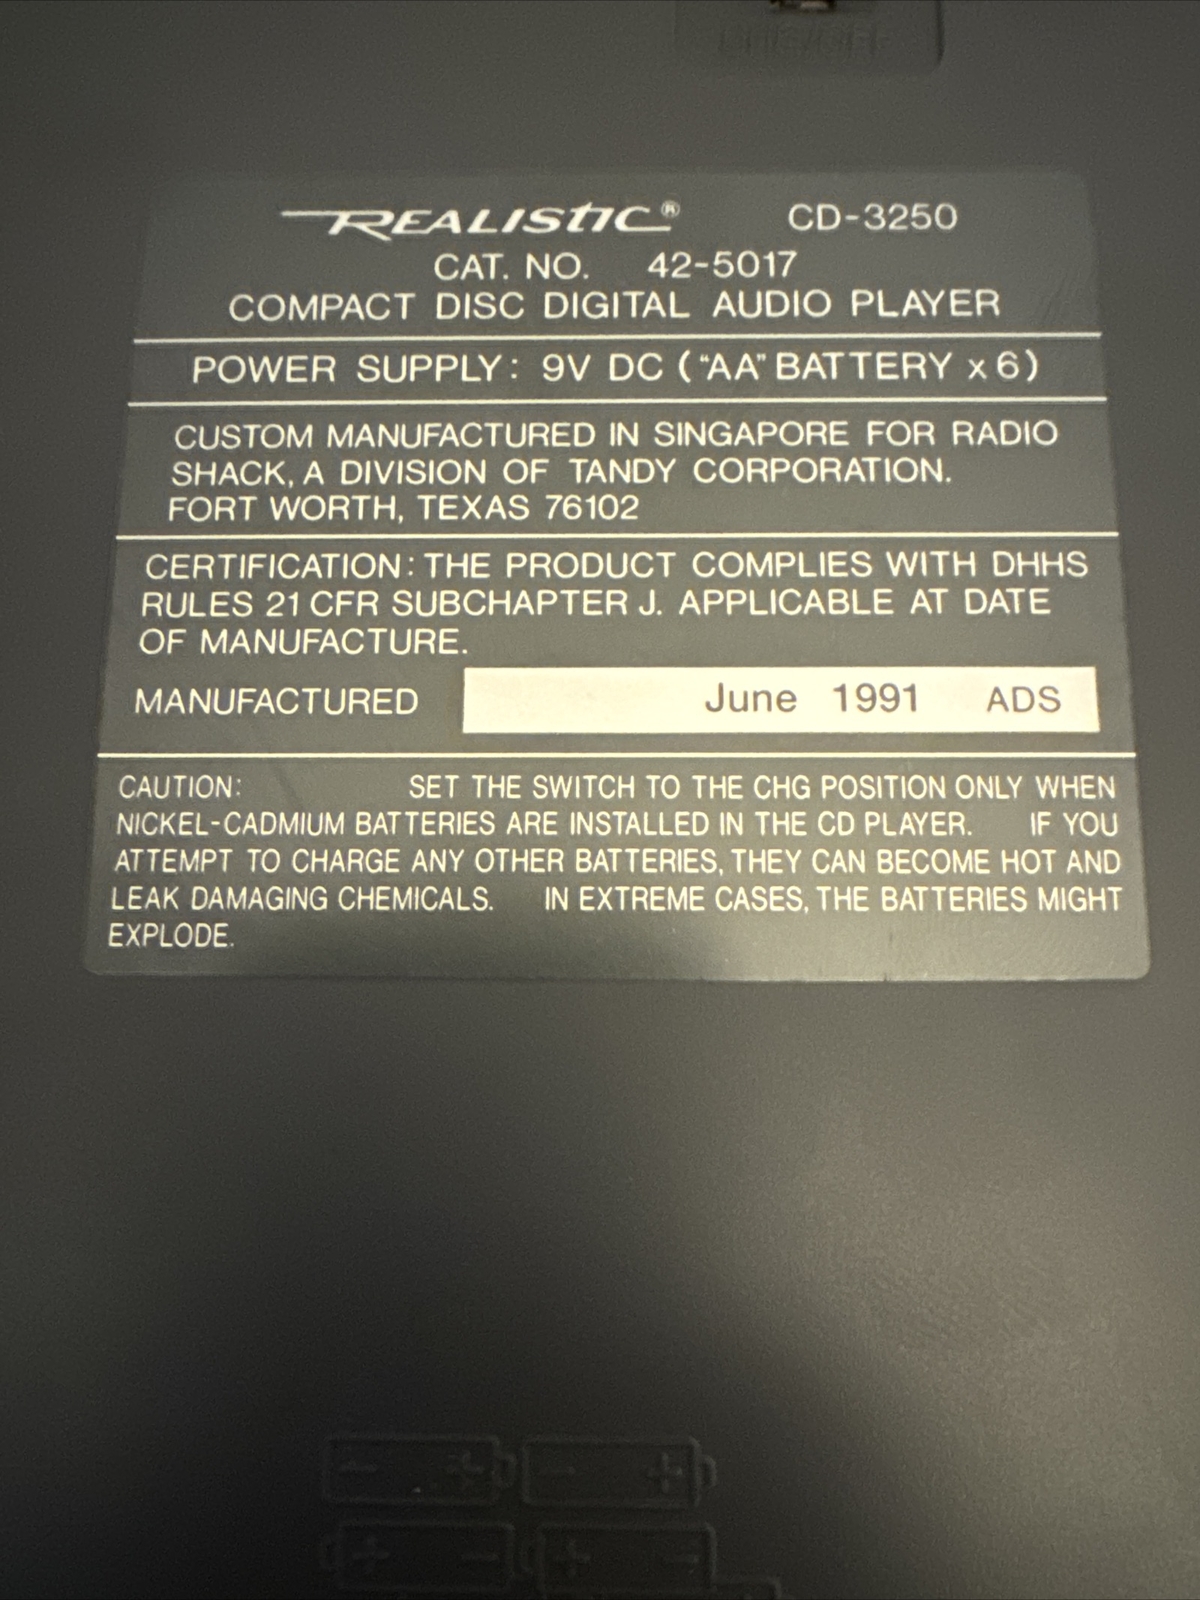 REALISTIC® CD-3250
CAT. NO. 42-5017
COMPACT DISC DIGITAL AUDIO PLAYER
POWER SUPPLY: 9V DC ("AA" BATTERY x 6)
CUSTOM MANUFACTURED IN SINGAPORE FOR RADIO
SHACK, A DIVISION OF TANDY CORPORATION.
FORT WORTH, TEXAS 76102
CERTIFICATION: THE PRODUCT COMPLIES WITH DHHS
RULES 21 CFR SUBCHAPTER J. APPLICABLE AT DATE
OF MANUFACTURE.
MANUFACTURED June 1991 ADS
CAUTION: SET THE SWITCH TO THE CHG POSITION ONLY WHEN
NICKEL-CADMIUM BATTERIES ARE INSTALLED IN THE CD PLAYER. IF YOU
ATTEMPT TO CHARGE ANY OTHER BATTERIES, THEY CAN BECOME HOT AND
LEAK DAMAGING CHEMICALS. IN EXTREME CASES, THE BATTERIES MIGHT
EXPLODE.
- + - +
+ - + -